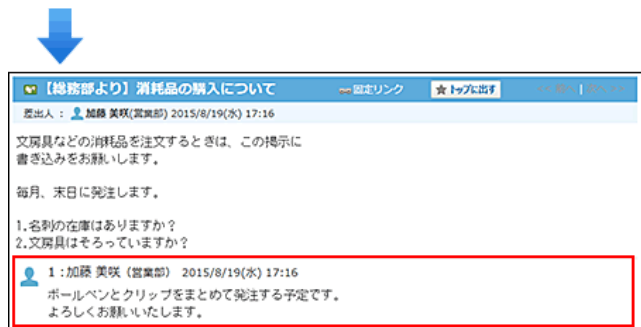 【総務部より】消耗品の購入について 固定リンク ★トップに出す
差出人 : 加藤 美咲(営業部) 2015/8/19(水) 17:16
文房具などの消耗品を注文するときは、この掲示に
書き込みをお願いします。
毎月、末日に発注します。
1.名刺の在庫はありますか？
2.文房具はそろっていますか？
1 :加藤 美咲 (営業部) 2015/8/19(水) 17:16
ボールペンとクリップをまとめて発注する予定です。
よろしくお願いいたします。